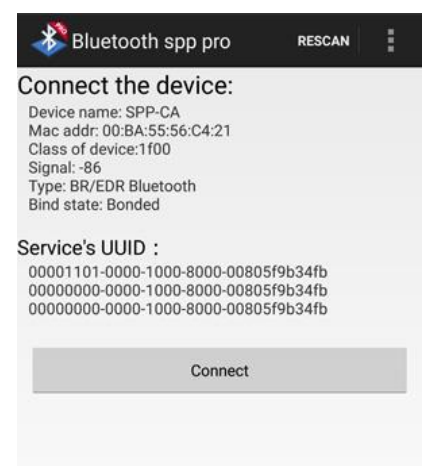 PRO
Bluetooth spp pro RESCAN
Connect the device:
Device name: SPP-CA
Mac addr: 00:BA:55:56:C4:21
Class of device:1f00
Signal: -86
Type: BR/EDR Bluetooth
Bind state: Bonded
Service's UUID：
00001101-0000-1000-8000-00805f9b34fb
00000000-0000-1000-8000-00805f9b34fb
00000000-0000-1000-8000-00805f9b34fb
Connect